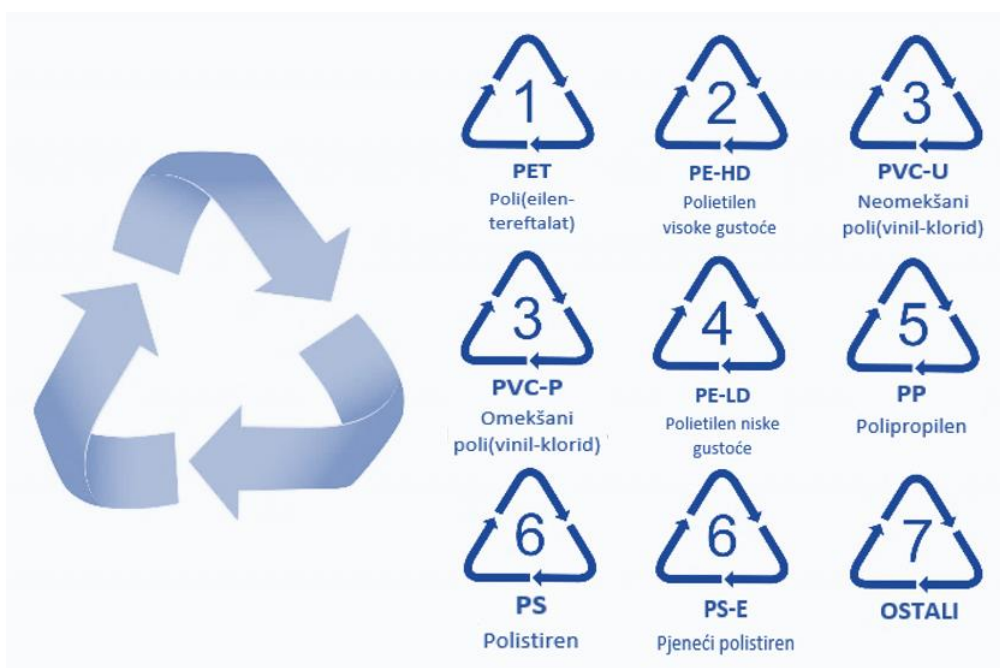 1
PET
Poli(eilen-
tereftalat)
2
PE-HD
Polietilen
visoke gustoće
3
PVC-U
Neomekšani
poli(vinil-klorid)
3
PVC-P
Omekšani
poli(vinil-klorid)
4
PE-LD
Polietilen niske
gustoće
5
PP
Polipropilen
6
PS
Polistiren
6
PS-E
Pjeneći polistiren
7
OSTALI